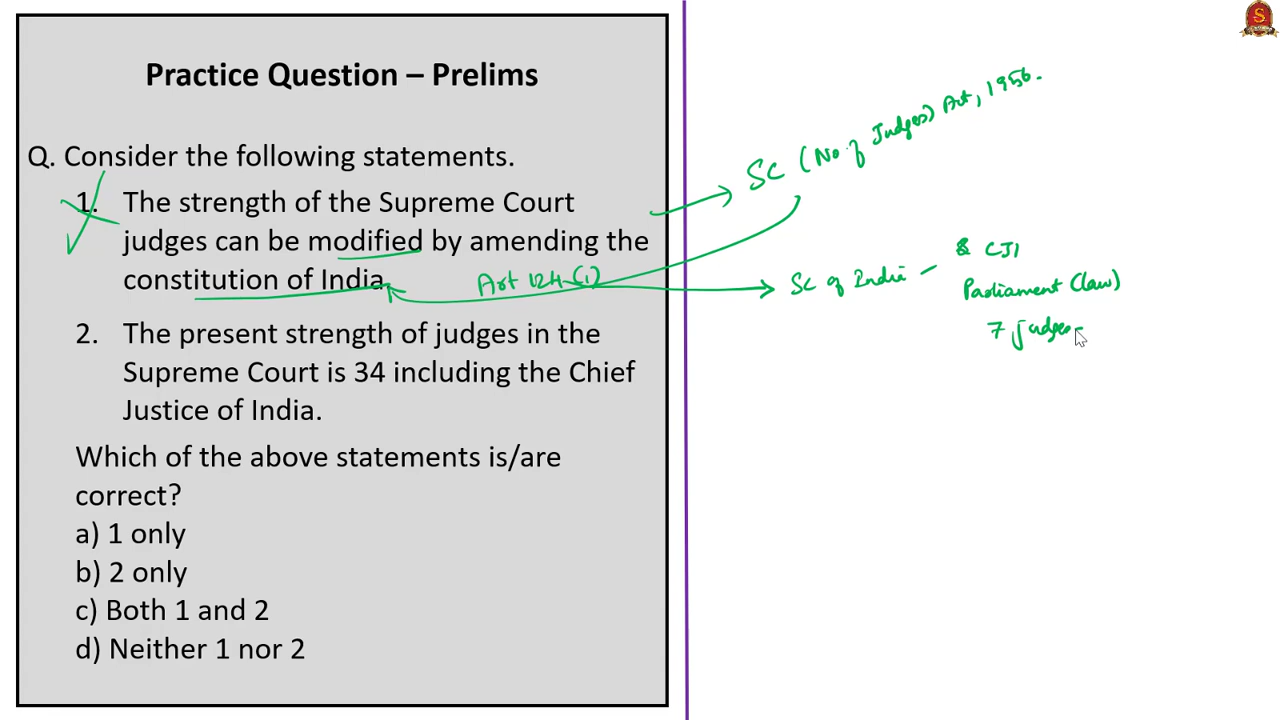 Practice Question – Prelims
Q. Consider the following statements.
1. The strength of the Supreme Court
judges can be modified by amending the
constitution of India.
Art 124(1)
2. The present strength of judges in the
Supreme Court is 34 including the Chief
Justice of India.
Which of the above statements is/are
correct?
a) 1 only
b) 2 only
c) Both 1 and 2
d) Neither 1 nor 2
SC (No of Judges) Act, 1956.
SC of India – & CJI
Parliament (law)
7 judges
S